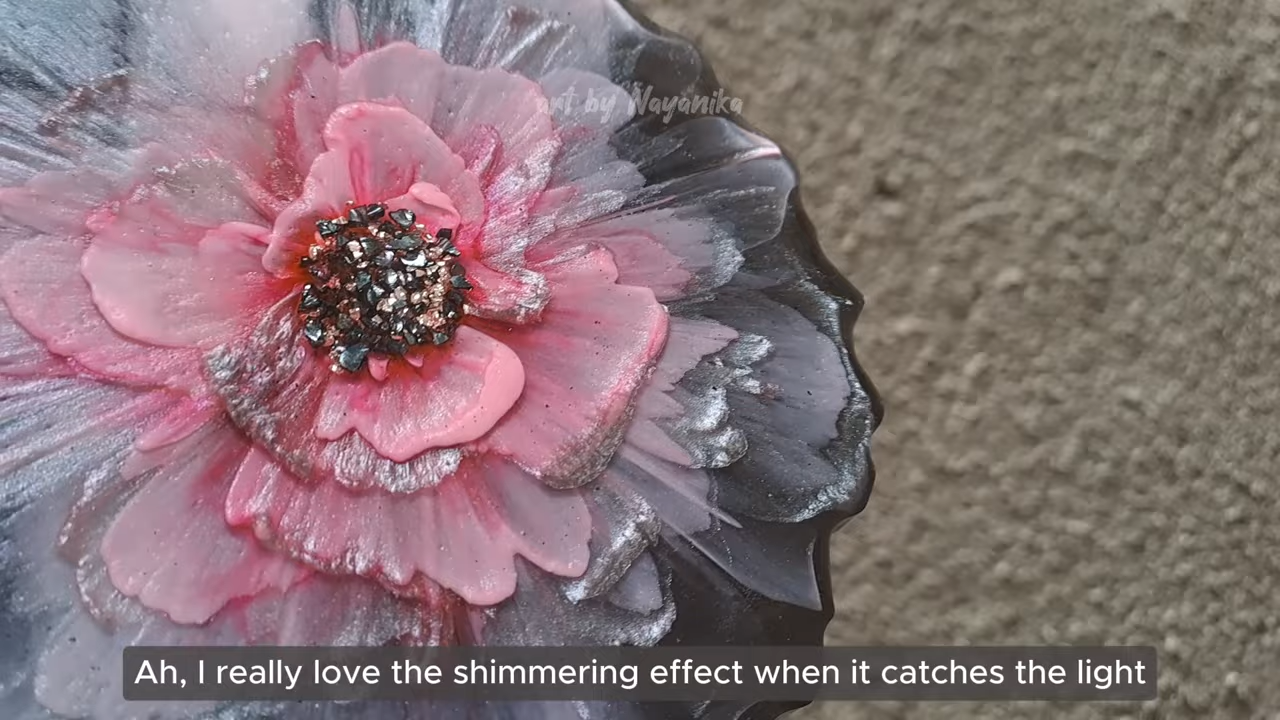 art by Nayanika
Ah, I really love the shimmering effect when it catches the light